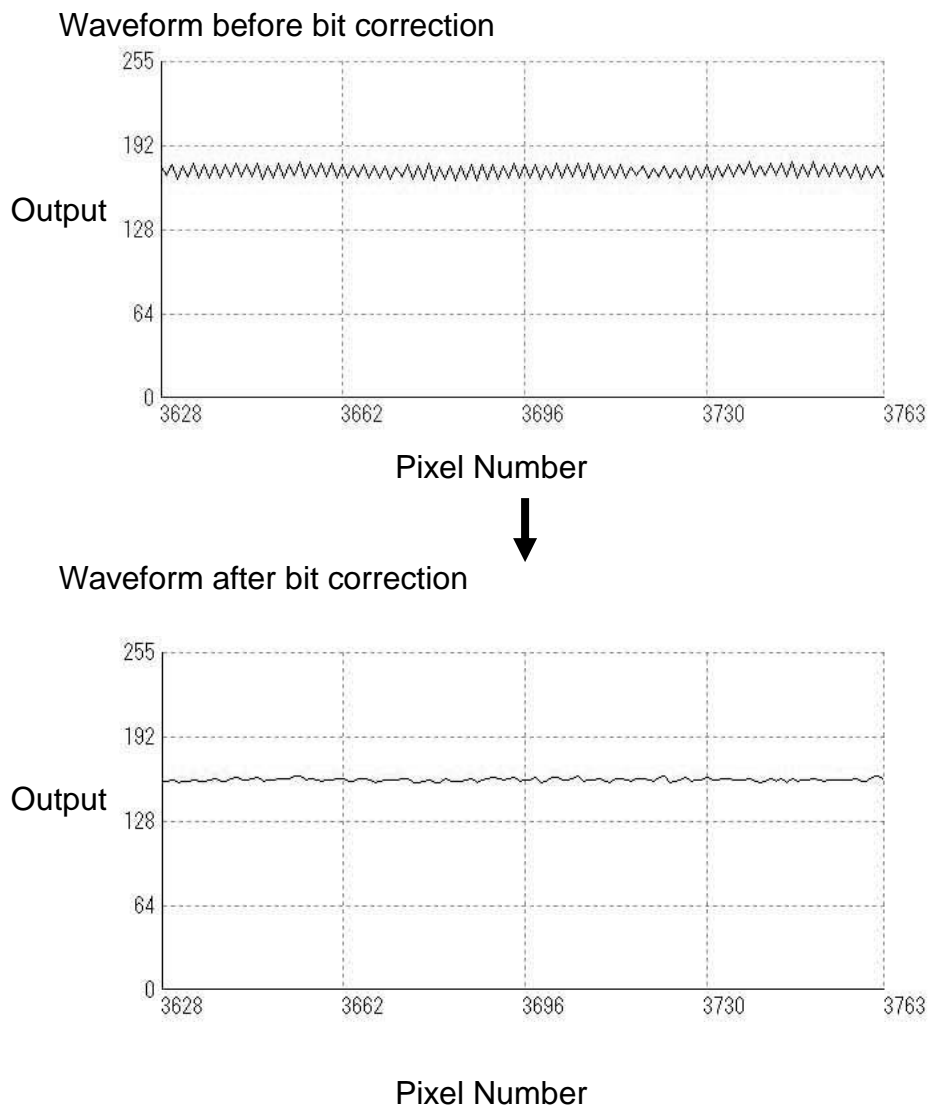 Waveform before bit correction
255
192
Output
128
64
0
3628 3662 3696 3730 3763
Pixel Number
Waveform after bit correction
255
192
Output
128
64
0
3628 3662 3696 3730 3763
Pixel Number